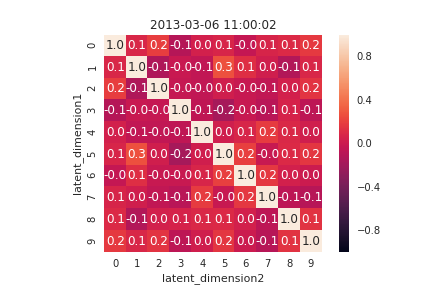 2013-03-06 11:00:02
0 1.0 0.1 0.2 -0.1 0.0 0.1 -0.0 0.1 0.1 0.2
1 0.1 1.0 -0.1 -0.0 -0.1 0.3 0.1 0.0 -0.1 0.1
2 0.2 -0.1 1.0 -0.0 -0.0 0.0 -0.0 -0.1 0.0 0.2
3 -0.1 -0.0 -0.0 1.0 -0.1 -0.2 -0.0 -0.1 0.1 -0.1
4 0.0 -0.1 -0.0 -0.1 1.0 0.0 0.1 0.2 0.1 0.0
5 0.1 0.3 0.0 -0.2 0.0 1.0 0.2 -0.0 0.1 0.2
6 -0.0 0.1 -0.0 -0.0 0.1 0.2 1.0 0.2 0.0 0.0
7 0.1 0.0 -0.1 -0.1 0.2 -0.0 0.2 1.0 -0.1 -0.1
8 0.1 -0.1 0.0 0.1 0.1 0.1 0.0 -0.1 1.0 0.1
9 0.2 0.1 0.2 -0.1 0.0 0.2 0.0 -0.1 0.1 1.0
0 1 2 3 4 5 6 7 8 9
latent_dimension2
latent_dimension1
0.8
0.4
0.0
-0.4
-0.8